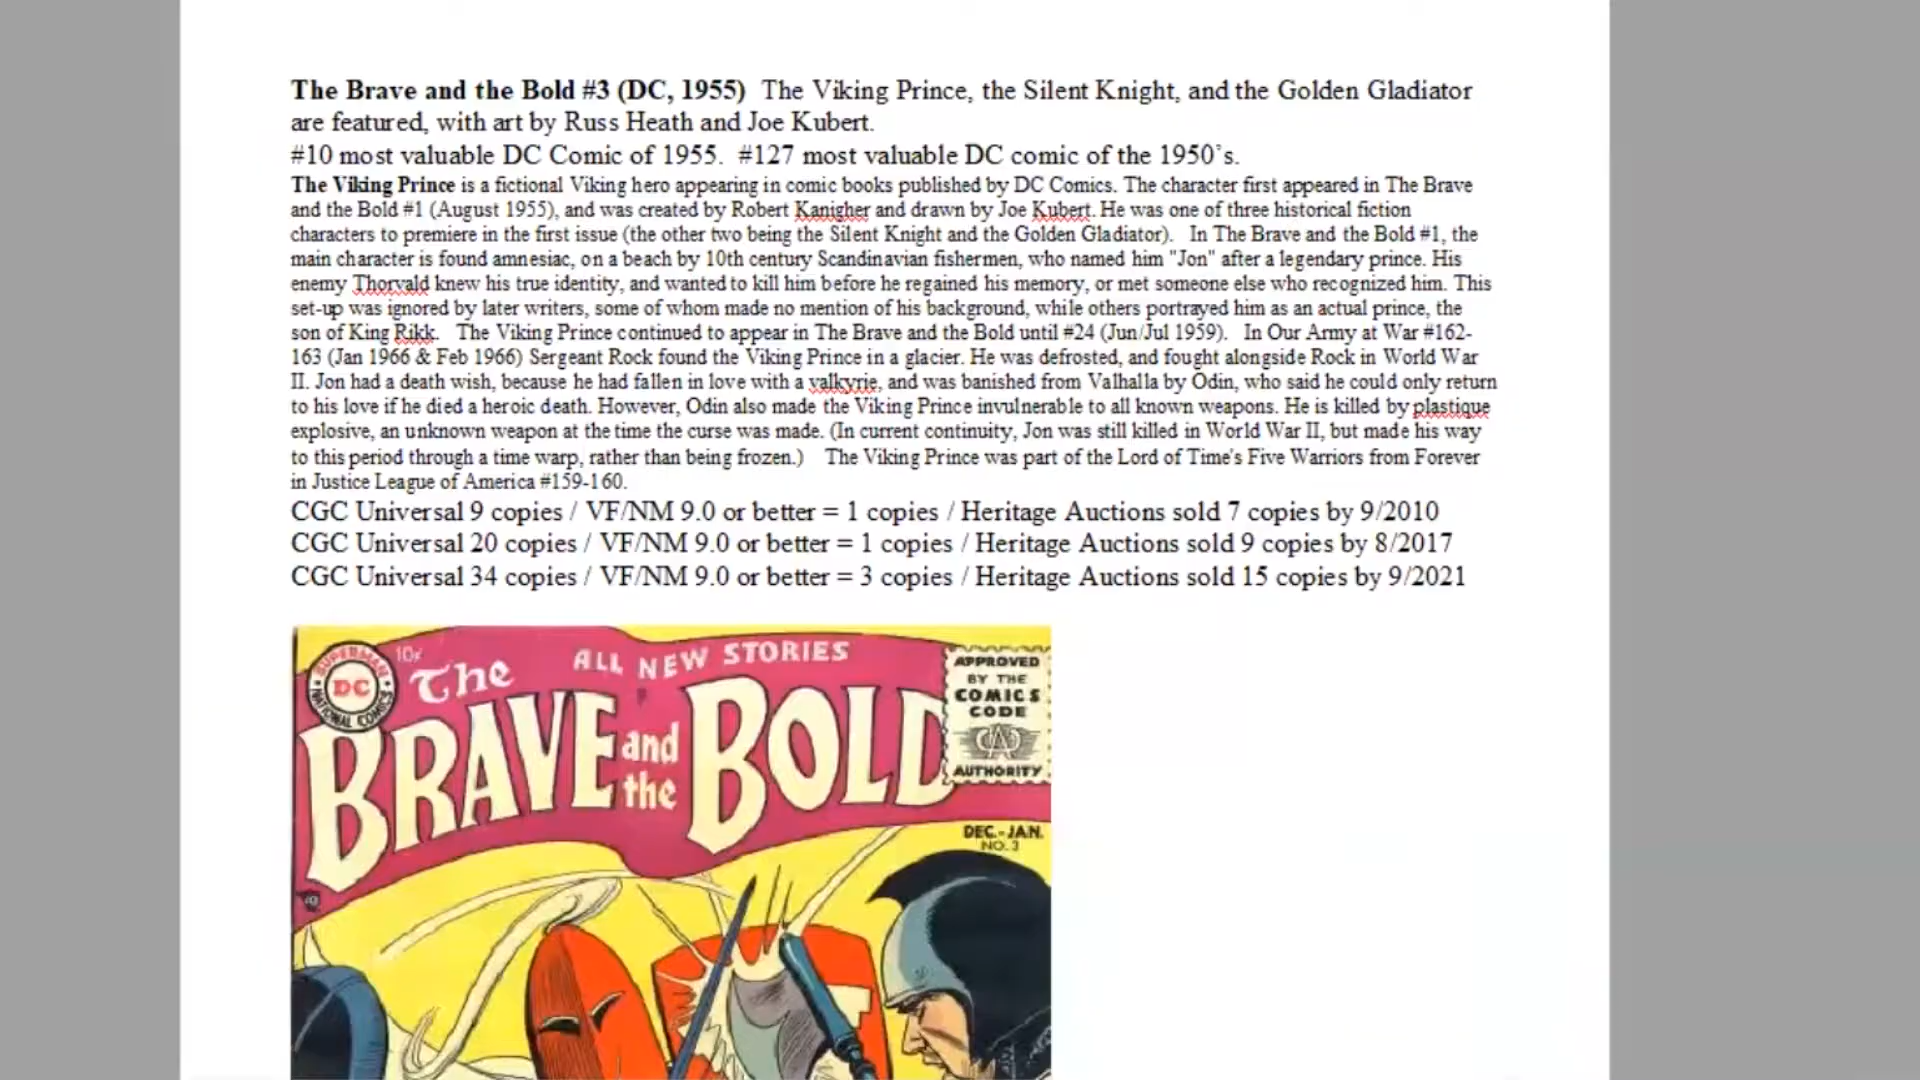 The Brave and the Bold #3 (DC, 1955)  The Viking Prince, the Silent Knight, and the Golden Gladiator
are featured, with art by Russ Heath and Joe Kubert.
#10 most valuable DC Comic of 1955.  #127 most valuable DC comic of the 1950's.
The Viking Prince is a fictional Viking hero appearing in comic books published by DC Comics. The character first appeared in The Brave
and the Bold #1 (August 1955), and was created by Robert Kanigher and drawn by Joe Kubert. He was one of three historical fiction
characters to premiere in the first issue (the other two being the Silent Knight and the Golden Gladiator).   In The Brave and the Bold #1, the
main character is found amnesiac, on a beach by 10th century Scandinavian fishermen, who named him "Jon" after a legendary prince. His
enemy Thorvald knew his true identity, and wanted to kill him before he regained his memory, or met someone else who recognized him. This
set-up was ignored by later writers, some of whom made no mention of his background, while others portrayed him as an actual prince, the
son of King Rikk.   The Viking Prince continued to appear in The Brave and the Bold until #24 (Jun/Jul 1959).   In Our Army at War #162-
163 (Jan 1966 & Feb 1966) Sergeant Rock found the Viking Prince in a glacier. He was defrosted, and fought alongside Rock in World War
II. Jon had a death wish, because he had fallen in love with a valkyrie, and was banished from Valhalla by Odin, who said he could only return
to his love if he died a heroic death. However, Odin also made the Viking Prince invulnerable to all known weapons. He is killed by plastique
explosive, an unknown weapon at the time the curse was made. (In current continuity, Jon was still killed in World War II, but made his way
to this period through a time warp, rather than being frozen.)   The Viking Prince was part of the Lord of Time's Five Warriors from Forever
in Justice League of America #159-160.
CGC Universal 9 copies / VF/NM 9.0 or better = 1 copies / Heritage Auctions sold 7 copies by 9/2010
CGC Universal 20 copies / VF/NM 9.0 or better = 1 copies / Heritage Auctions sold 9 copies by 8/2017
CGC Universal 34 copies / VF/NM 9.0 or better = 3 copies / Heritage Auctions sold 15 copies by 9/2021
SUPERMAN
DC
NATIONAL COMICS
10¢
ALL NEW STORIES
The
BRAVE and the BOLD
APPROVED
BY THE
COMICS
CODE
CA
AUTHORITY
DEC.-JAN.
NO. 3